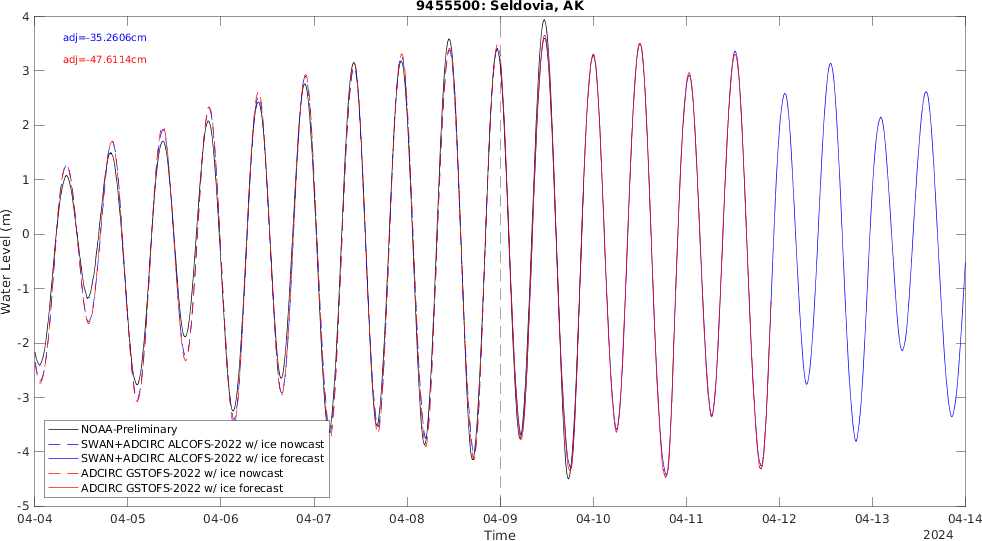 9455500: Seldovia, AK
adj=-35.2606cm
adj=-47.6114cm
4
3
2
1
0
-1
-2
-3
-4
-5
Water Level (m)
NOAA-Preliminary
SWAN+ADCIRC ALCOFS-2022 w/ ice nowcast
SWAN+ADCIRC ALCOFS-2022 w/ ice forecast
ADCIRC GSTOFS-2022 w/ ice nowcast
ADCIRC GSTOFS-2022 w/ ice forecast
04-04 04-05 04-06 04-07 04-08 04-09 04-10 04-11 04-12 04-13 04-14
Time
2024